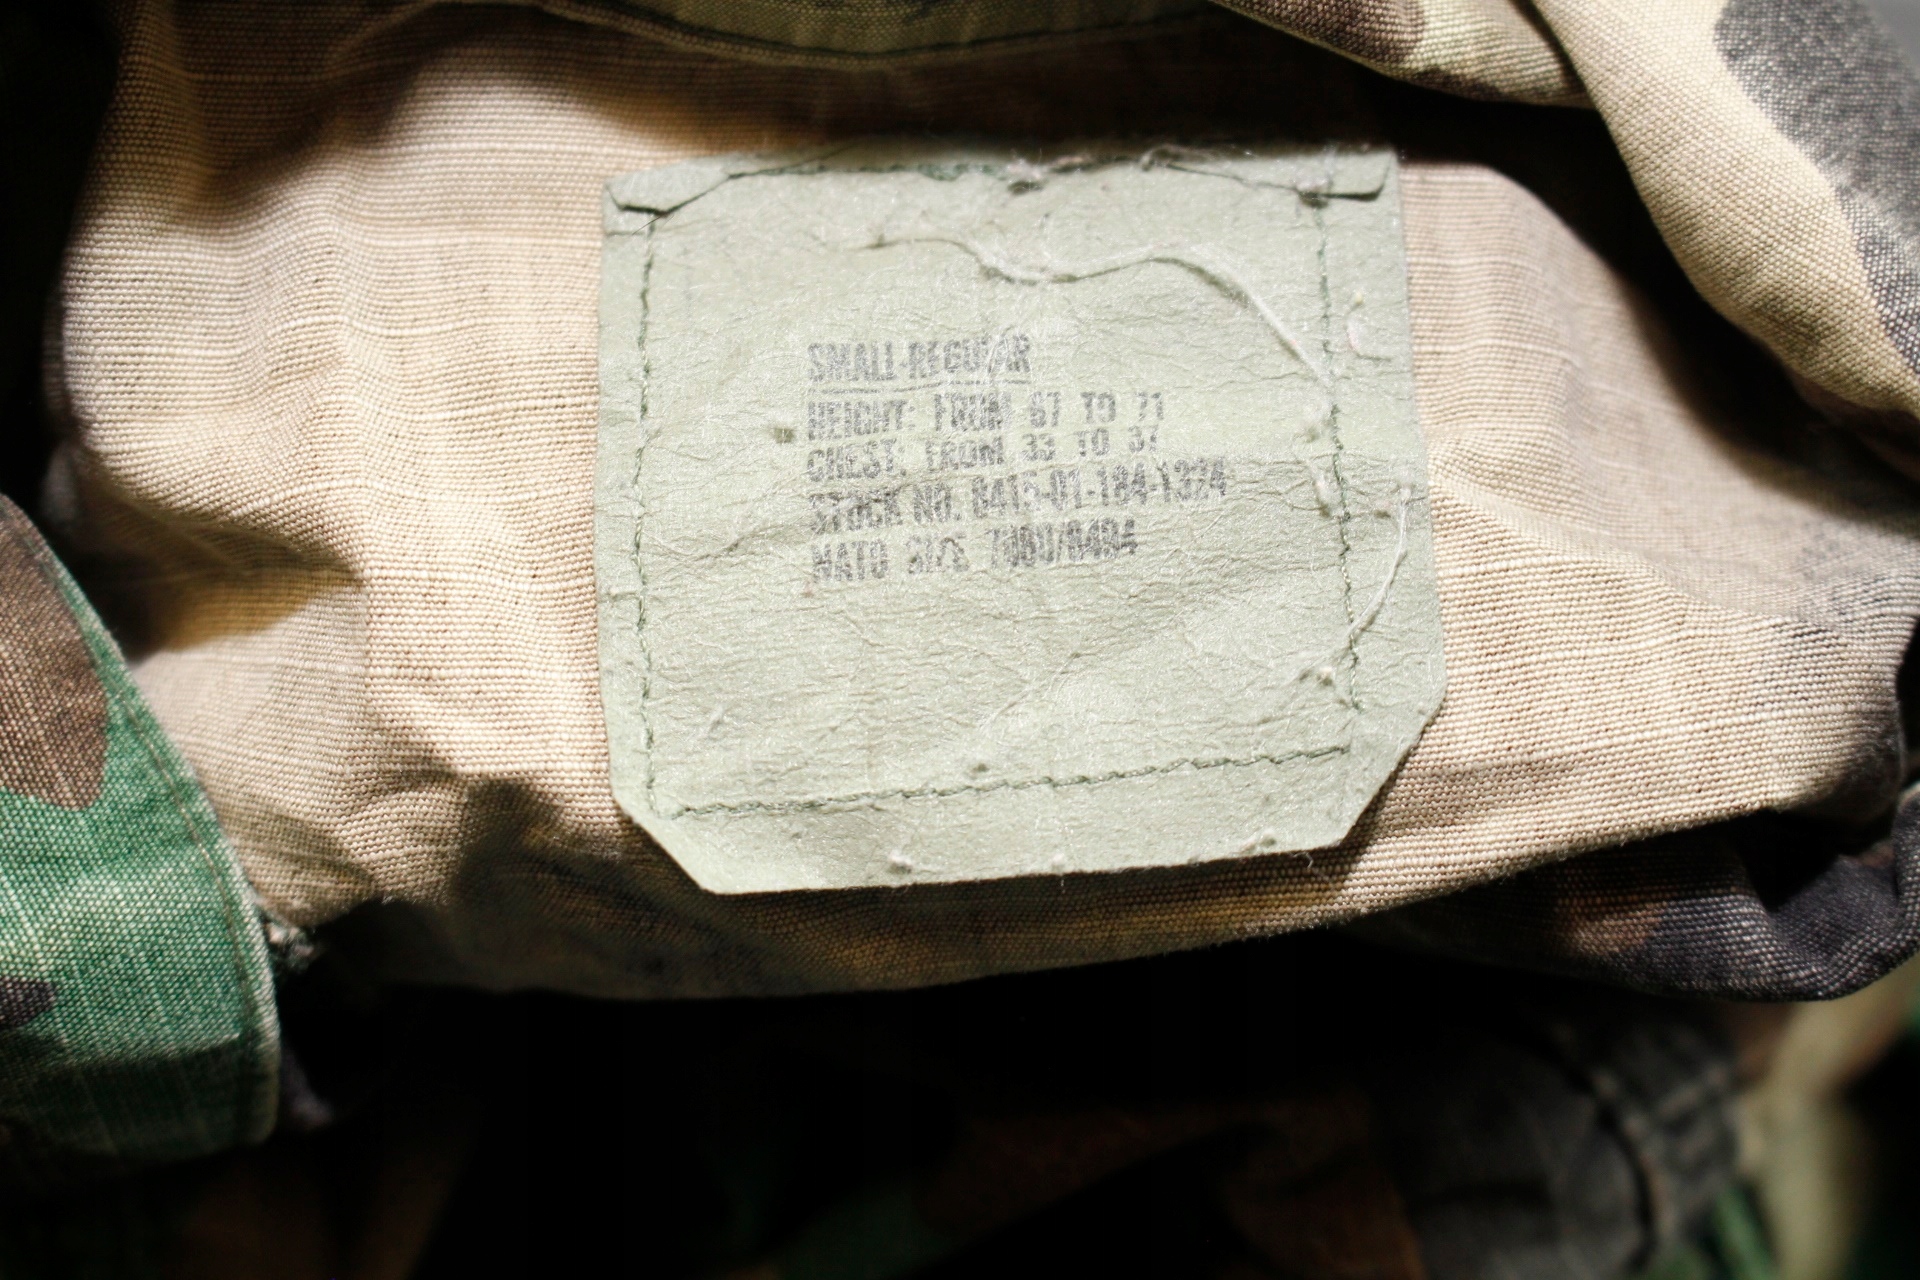 SMALL-REGULAR
HEIGHT: FROM 67 TO 71
CHEST: FROM 33 TO 37
STOCK NO. 8415-01-184-1324
NATO SIZE 7080/8494